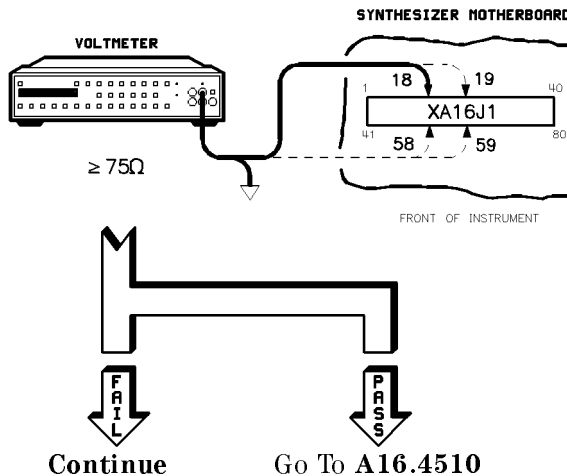 SYNTHESIZER MOTHERBOARD
VOLTMETER
18 19
1 40
XA16J1
41 80
58 59
≥ 75Ω
FRONT OF INSTRUMENT
FAIL
PASS
Continue
Go To A16.4510